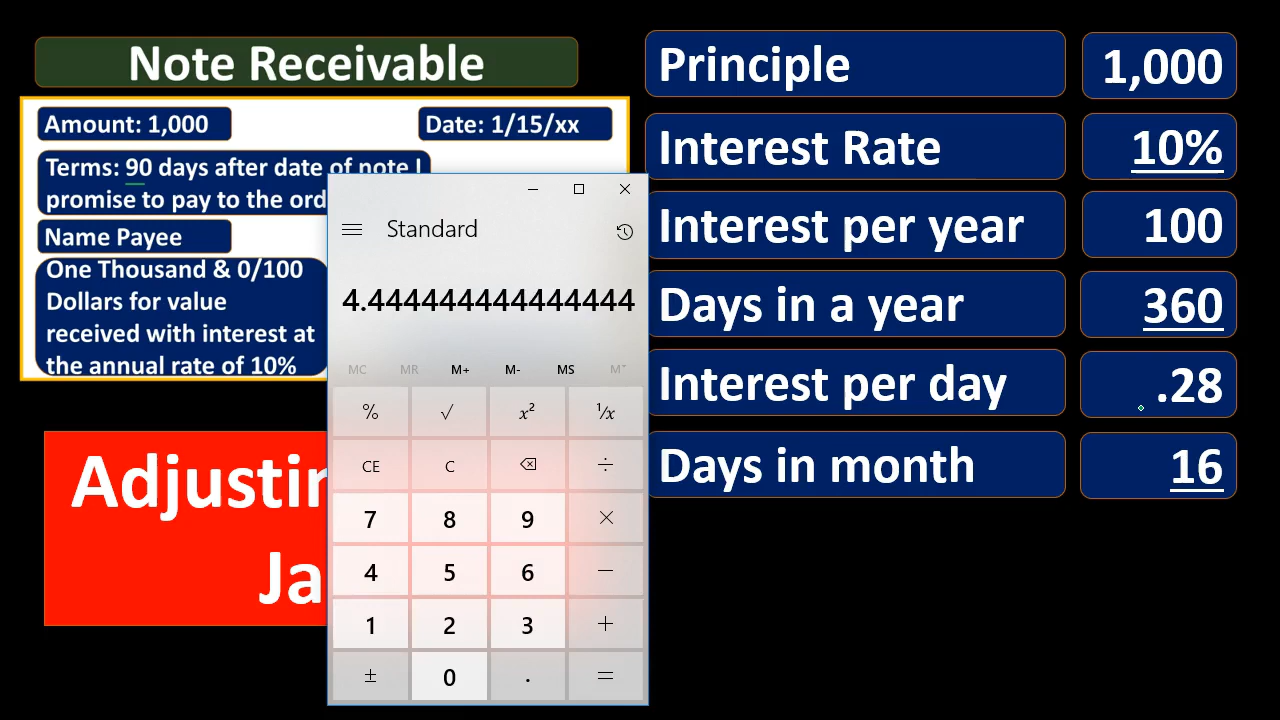 Note Receivable
Amount: 1,000
Date: 1/15/xx
Terms: 90 days after date of note I
promise to pay to the ord
Name Payee
One Thousand & 0/100
Dollars for value
received with interest at
the annual rate of 10%
Adjustin
Ja
Standard
4.444444444444444
MC MR M+ M- MS M˅
% √ x² ¹/x
CE C ⌫ ÷
7 8 9 ×
4 5 6 −
1 2 3 +
± 0 . =
Principle 1,000
Interest Rate 10%
Interest per year 100
Days in a year 360
Interest per day .28
Days in month 16